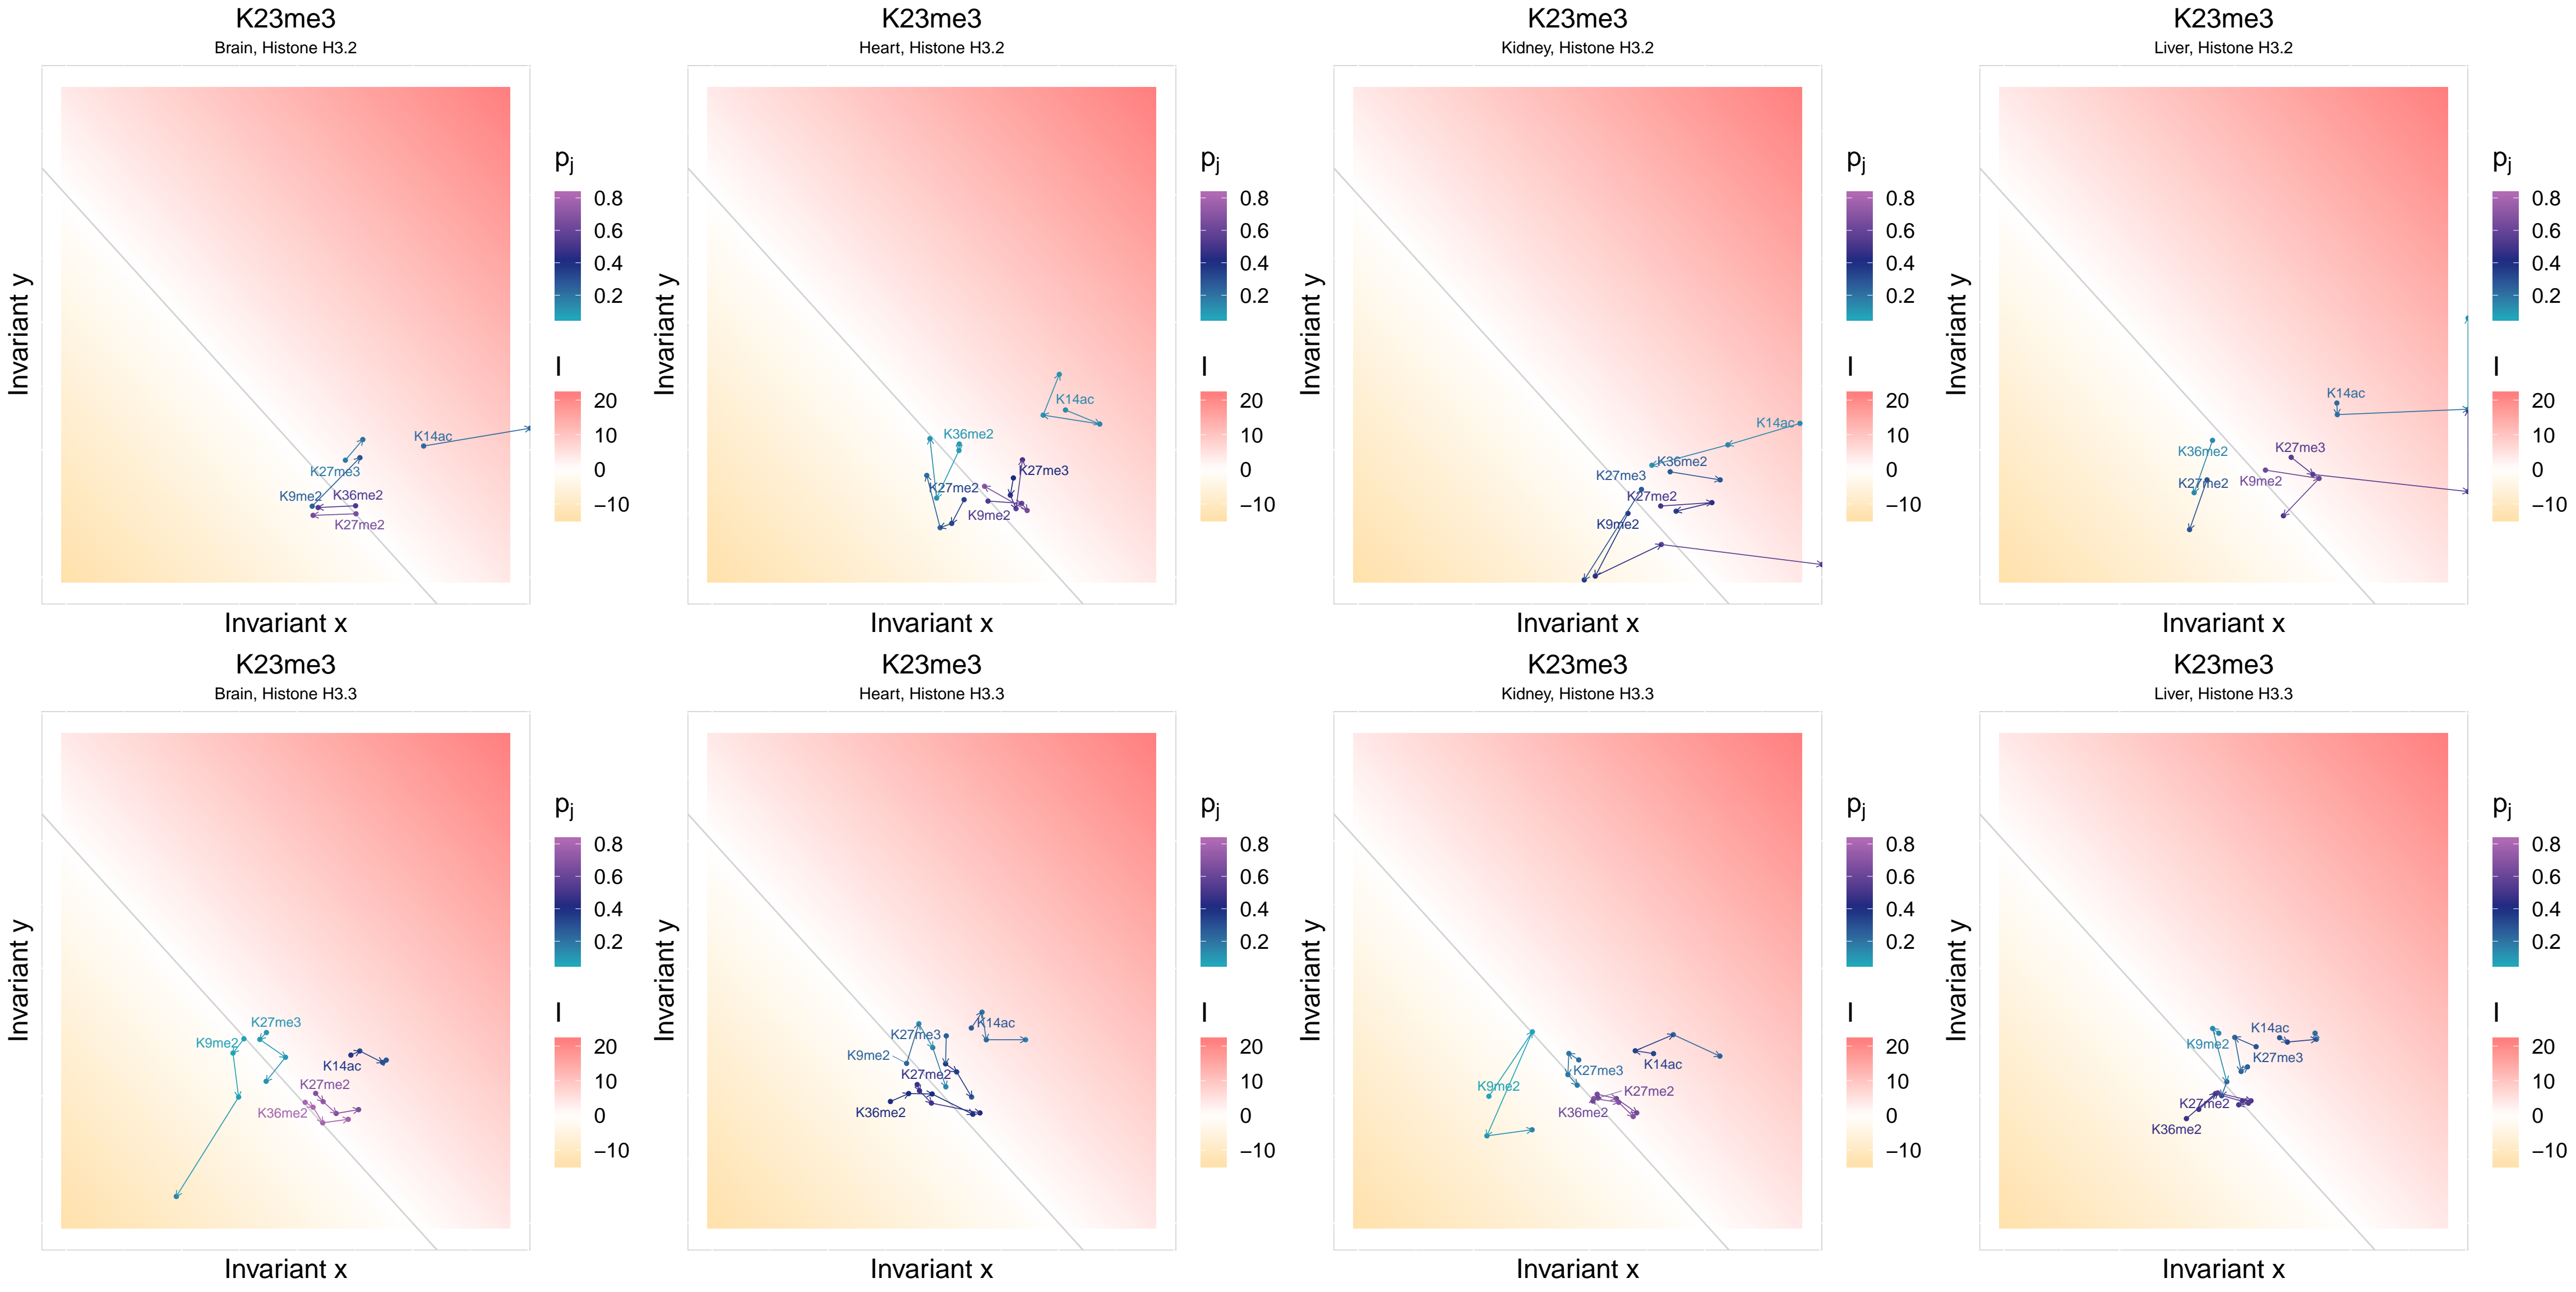 K23me3
Brain, Histone H3.2
Invariant y
K14ac
K27me3
K9me2
K36me2
K27me2
Invariant x
pj
0.8
0.6
0.4
0.2
I
20
10
0
−10
K23me3
Heart, Histone H3.2
Invariant y
K14ac
K36me2
K27me3
K27me2
K9me2
Invariant x
pj
0.8
0.6
0.4
0.2
I
20
10
0
−10
K23me3
Kidney, Histone H3.2
Invariant y
K14ac
K36me2
K27me3
K27me2
K9me2
Invariant x
pj
0.8
0.6
0.4
0.2
I
20
10
0
−10
K23me3
Liver, Histone H3.2
Invariant y
K14ac
K36me2
K27me3
K27me2
K9me2
Invariant x
pj
0.8
0.6
0.4
0.2
I
20
10
0
−10
K23me3
Brain, Histone H3.3
Invariant y
K27me3
K9me2
K14ac
K27me2
K36me2
Invariant x
pj
0.8
0.6
0.4
0.2
I
20
10
0
−10
K23me3
Heart, Histone H3.3
Invariant y
K14ac
K27me3
K9me2
K27me2
K36me2
Invariant x
pj
0.8
0.6
0.4
0.2
I
20
10
0
−10
K23me3
Kidney, Histone H3.3
Invariant y
K14ac
K27me3
K9me2
K27me2
K36me2
Invariant x
pj
0.8
0.6
0.4
0.2
I
20
10
0
−10
K23me3
Liver, Histone H3.3
Invariant y
K14ac
K9me2
K27me3
K27me2
K36me2
Invariant x
pj
0.8
0.6
0.4
0.2
I
20
10
0
−10